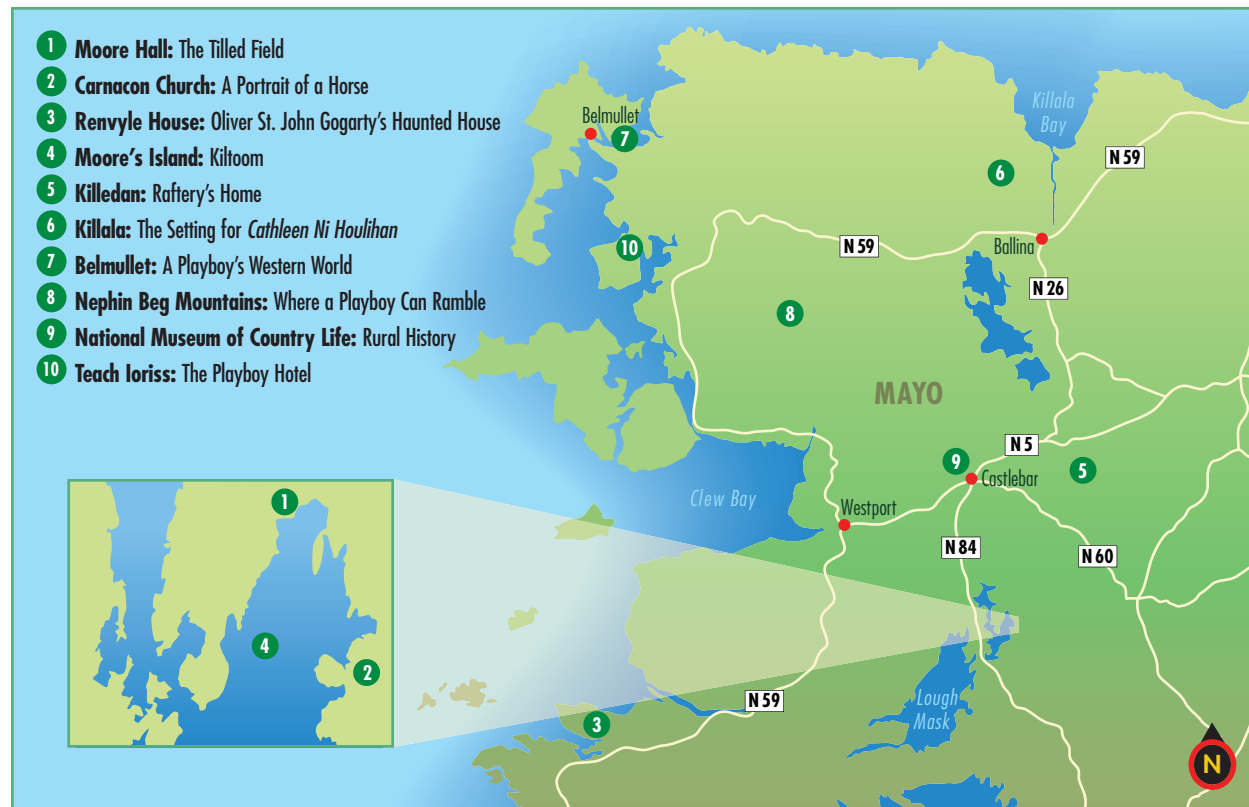 1 Moore Hall: The Tilled Field
2 Carnacon Church: A Portrait of a Horse
3 Renvyle House: Oliver St. John Gogarty's Haunted House
4 Moore's Island: Kiltoom
5 Killedan: Raftery's Home
6 Killala: The Setting for Cathleen Ni Houlihan
7 Belmullet: A Playboy's Western World
8 Nephin Beg Mountains: Where a Playboy Can Ramble
9 National Museum of Country Life: Rural History
10 Teach Ioriss: The Playboy Hotel
Belmullet
7
Killala
Bay
N 59
6
10
N 59
Ballina
N 26
8
MAYO
N 5
9
5
Castlebar
Clew Bay
Westport
N 84
N 60
1
4
2
N 59
Lough
Mask
3
N